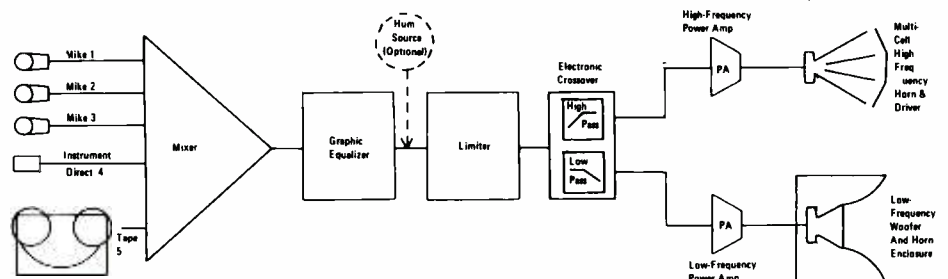 Mike 1
Mike 2
Mike 3
Instrument
Direct 4
Tape
5
Mixer
Graphic
Equalizer
Hum
Source
(Optional)
Limiter
Electronic
Crossover
High
Pass
Low
Pass
High-Frequency
Power Amp
PA
Multi-
Cell
High
Freq
uency
Horn &
Driver
PA
Low-Frequency
Power Amp
Low-
Frequency
Woofer
And Horn
Enclosure